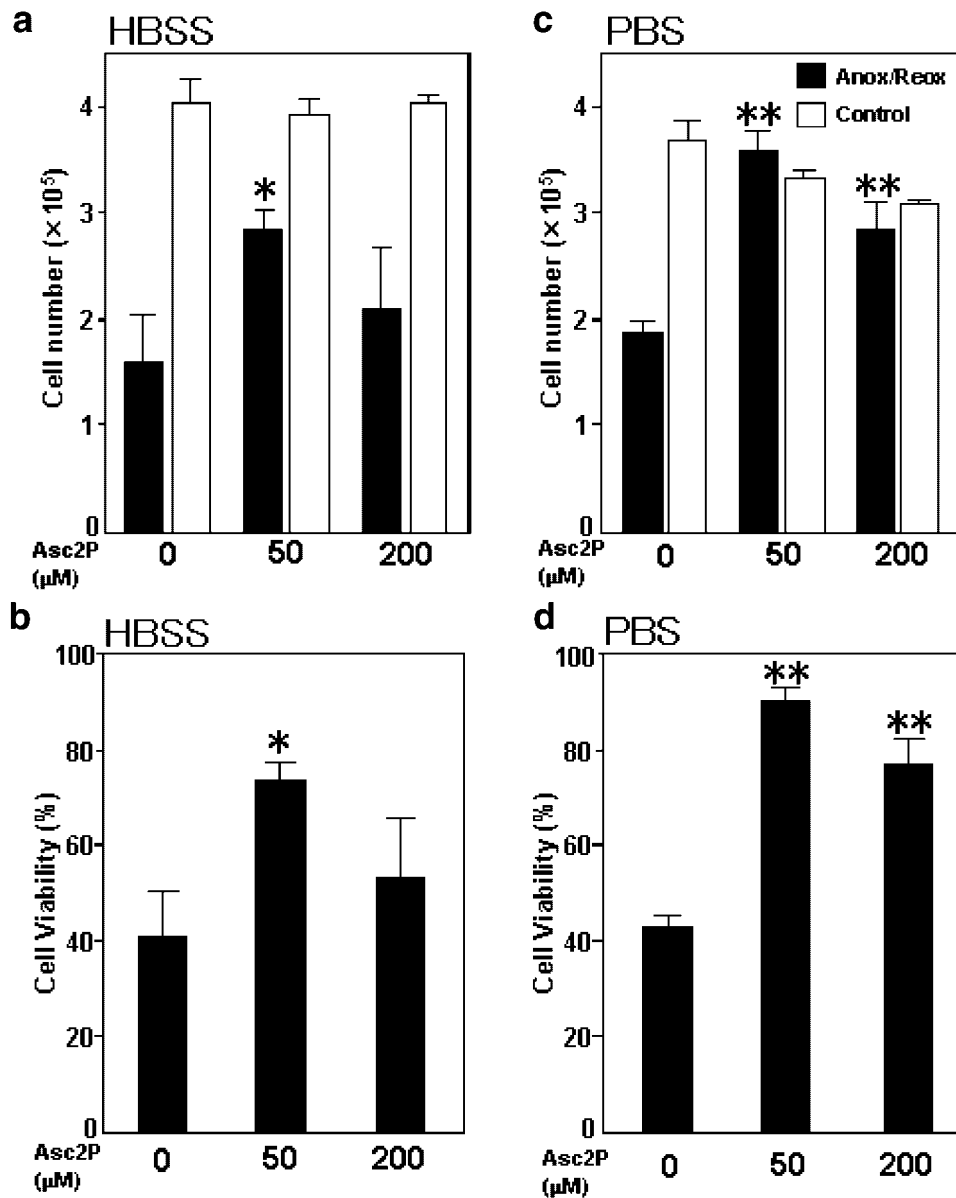 a HBSS
4
3
2
1
0
Cell number (×10⁵)
*
Asc2P
(μM)
0 50 200
c PBS
Anox/Reox
Control
4
3
2
1
0
Cell number (×10⁵)
** **
Asc2P
(μM)
0 50 200
b HBSS
100
80
60
40
20
0
Cell Viability (%)
*
Asc2P
(μM)
0 50 200
d PBS
100
80
60
40
20
0
Cell Viability (%)
** **
Asc2P
(μM)
0 50 200